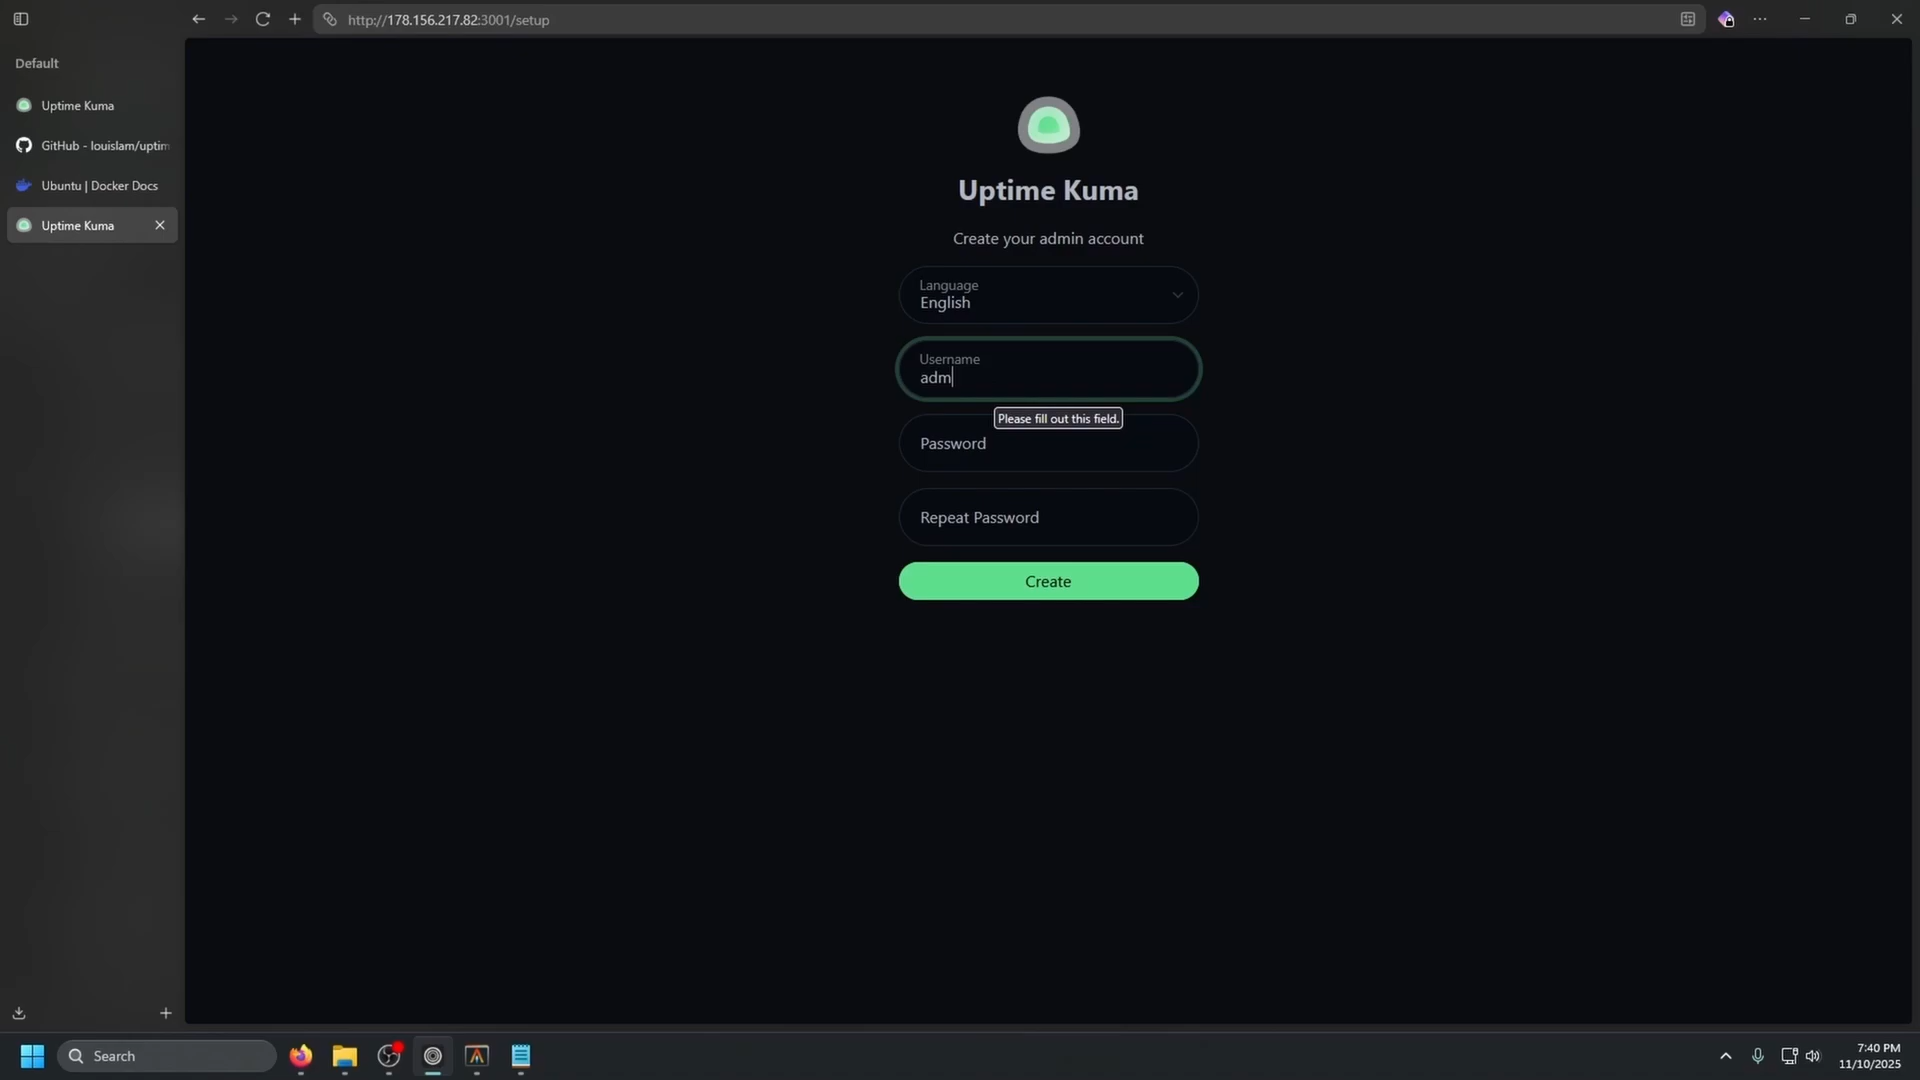 http://178.156.217.82:3001/setup
Default
Uptime Kuma
GitHub - louislam/uptim
Ubuntu | Docker Docs
Uptime Kuma
Uptime Kuma
Create your admin account
Language
English
Username
adm
Please fill out this field.
Password
Repeat Password
Create
Search
7:40 PM
11/10/2025